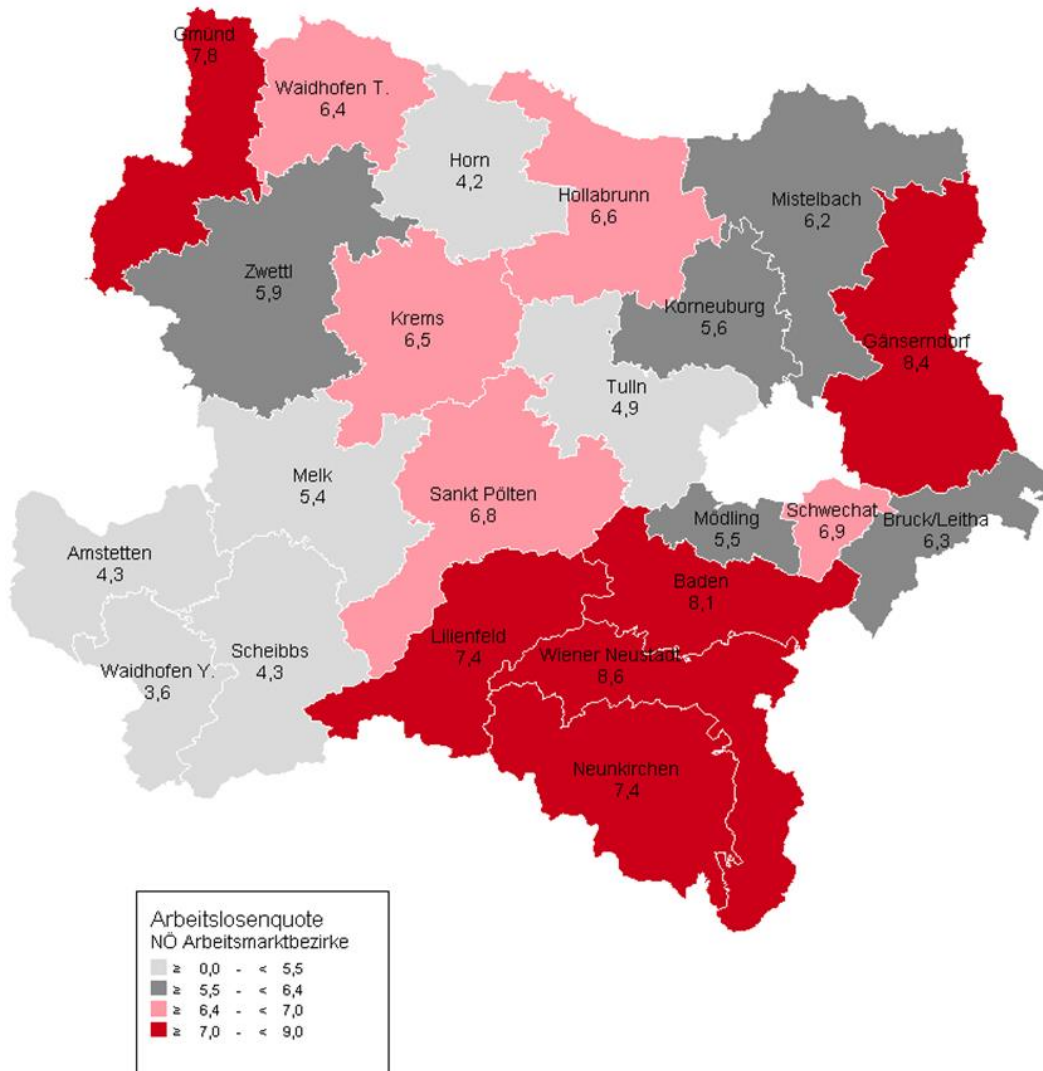 Gmünd
7,8
Waidhofen T.
6,4
Horn
4,2
Hollabrunn
6,6
Mistelbach
6,2
Zwettl
5,9
Krems
6,5
Korneuburg
5,6
Gänserndorf
8,4
Tulln
4,9
Melk
5,4
Sankt Pölten
6,8
Mödling
5,5
Schwechat
6,9
Bruck/Leitha
6,3
Amstetten
4,3
Baden
8,1
Lilienfeld
7,4
Scheibbs
4,3
Waidhofen Y.
3,6
Wiener Neustadt
8,6
Neunkirchen
7,4
Arbeitslosenquote
NÖ Arbeitsmarktbezirke
≥ 0,0 - < 5,5
≥ 5,5 - < 6,4
≥ 6,4 - < 7,0
≥ 7,0 - < 9,0